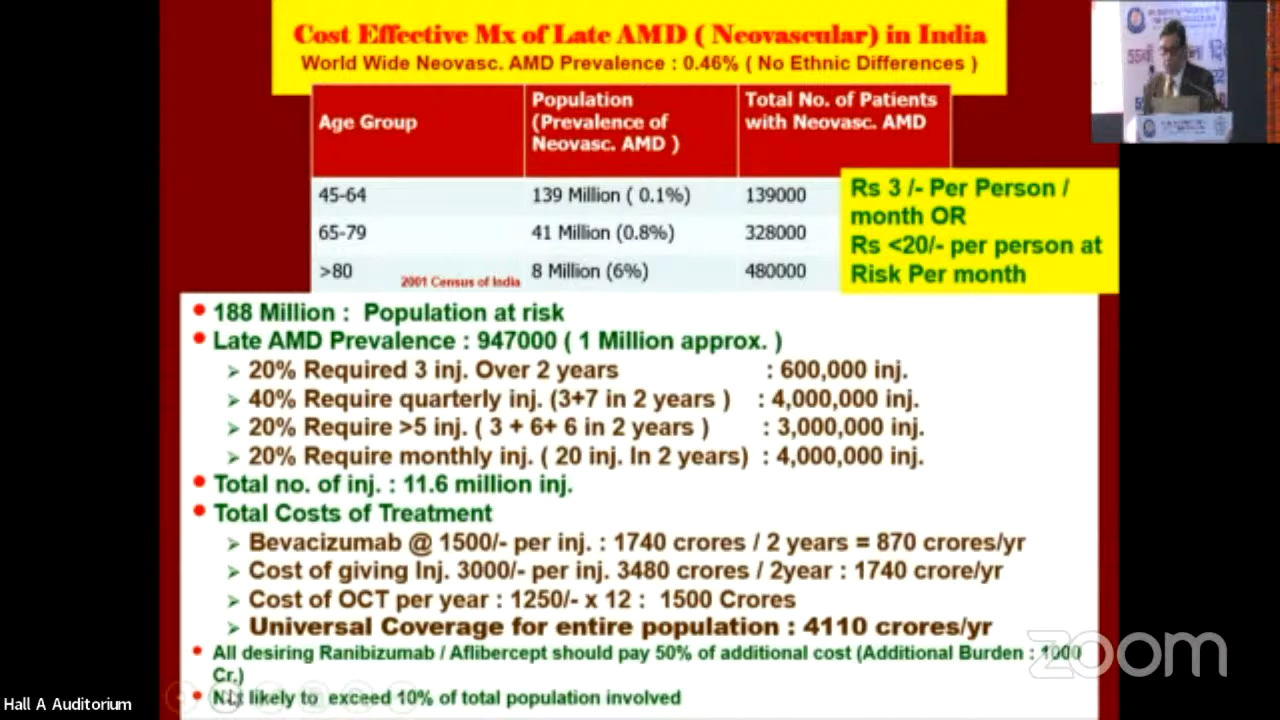 Cost Effective Mx of Late AMD ( Neovascular) in India
World Wide Neovasc. AMD Prevalence : 0.46% ( No Ethnic Differences )
Age Group
Population (Prevalence of Neovasc. AMD )
Total No. of Patients with Neovasc. AMD
45-64 139 Million ( 0.1%) 139000
65-79 41 Million (0.8%) 328000
>80 2001 Census of India 8 Million (6%) 480000
Rs 3 /- Per Person /
month OR
Rs <20/- per person at
Risk Per month
• 188 Million : Population at risk
• Late AMD Prevalence : 947000 ( 1 Million approx. )
➢ 20% Required 3 inj. Over 2 years : 600,000 inj.
➢ 40% Require quarterly inj. (3+7 in 2 years ) : 4,000,000 inj.
➢ 20% Require >5 inj. ( 3 + 6+ 6 in 2 years ) : 3,000,000 inj.
➢ 20% Require monthly inj. ( 20 inj. In 2 years) : 4,000,000 inj.
• Total no. of inj. : 11.6 million inj.
• Total Costs of Treatment
➢ Bevacizumab @ 1500/- per inj. : 1740 crores / 2 years = 870 crores/yr
➢ Cost of giving Inj. 3000/- per inj. 3480 crores / 2year : 1740 crore/yr
➢ Cost of OCT per year : 1250/- x 12 : 1500 Crores
➢ Universal Coverage for entire population : 4110 crores/yr
• All desiring Ranibizumab / Aflibercept should pay 50% of additional cost (Additional Burden : 1000
Cr.)
• Not likely to exceed 10% of total population involved
zoom
Hall A Auditorium